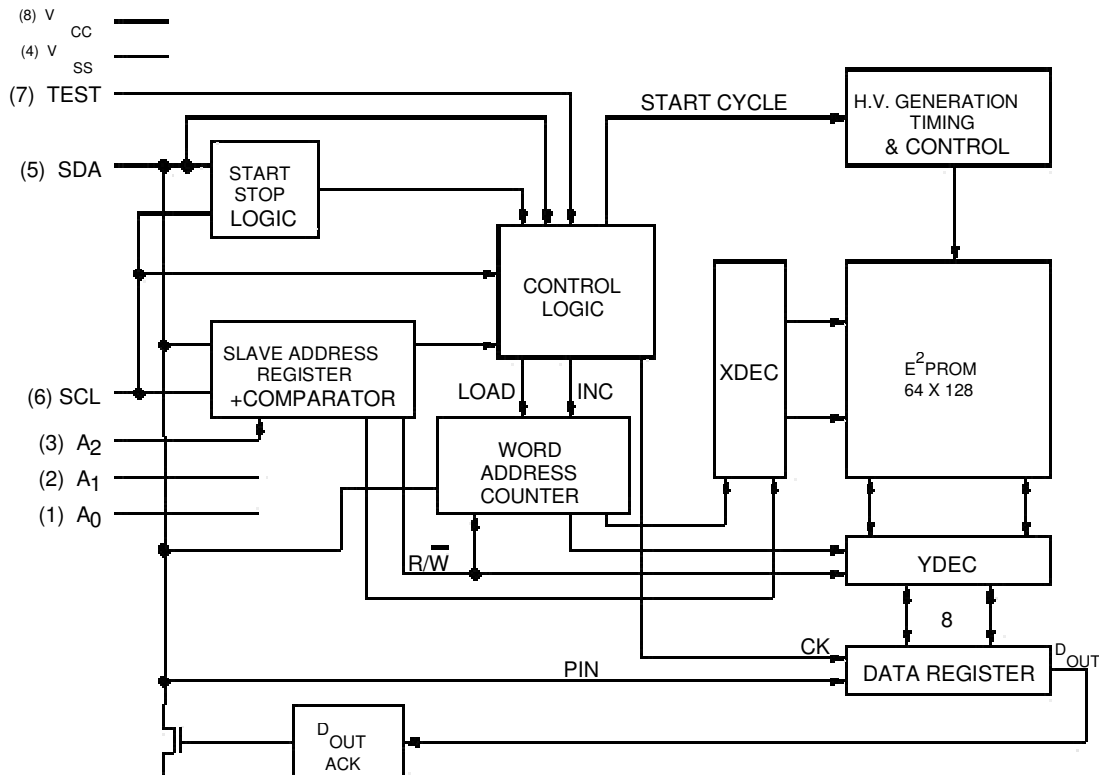 (8) V CC
(4) V SS
(7) TEST
(5) SDA
START
STOP
LOGIC
START CYCLE
H.V. GENERATION
TIMING
& CONTROL
CONTROL
LOGIC
SLAVE ADDRESS
REGISTER
+COMPARATOR
(6) SCL
(3) A2
(2) A1
(1) A0
LOAD
INC
WORD
ADDRESS
COUNTER
XDEC
E2PROM
64 X 128
R/W̅
YDEC
8
CK
PIN
DATA REGISTER
DOUT
DOUT
ACK